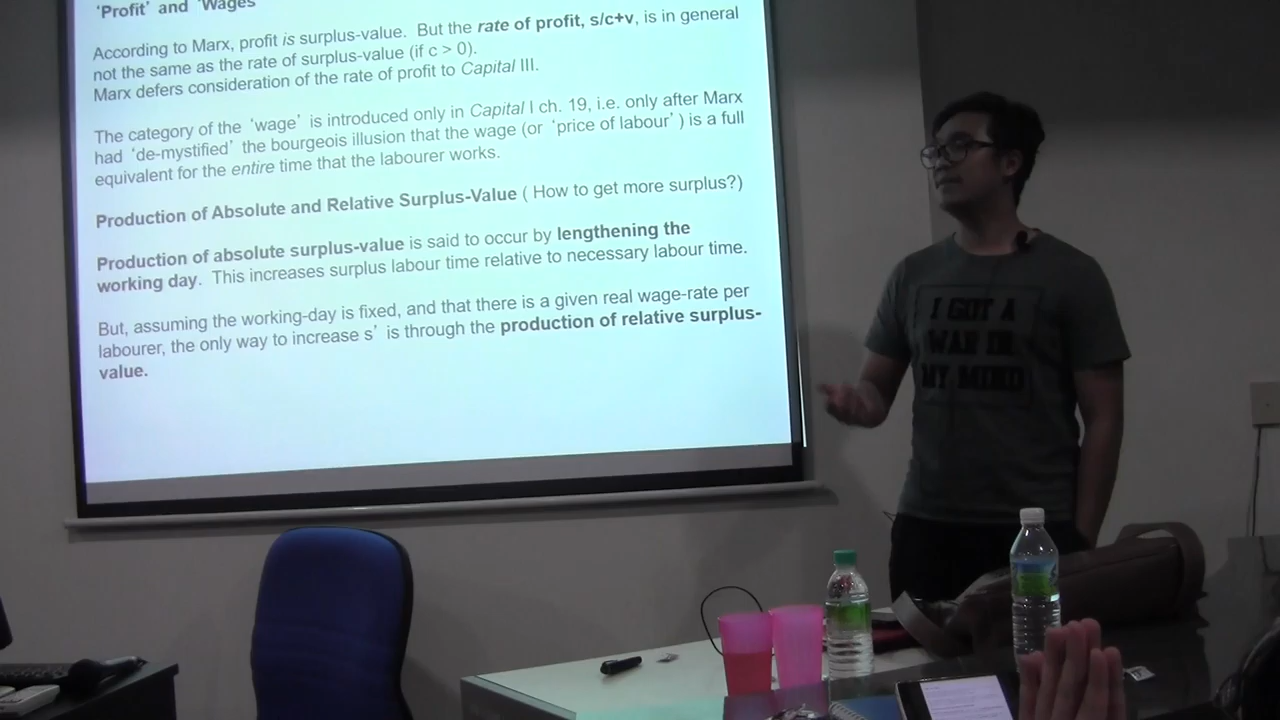 ‘Profit’ and ‘Wages
According to Marx, profit is surplus-value. But the rate of profit, s/c+v, is in general
not the same as the rate of surplus-value (if c > 0).
Marx defers consideration of the rate of profit to Capital III.
The category of the ‘wage’ is introduced only in Capital I ch. 19, i.e. only after Marx
had ‘de-mystified’ the bourgeois illusion that the wage (or ‘price of labour’ ) is a full
equivalent for the entire time that the labourer works.
Production of Absolute and Relative Surplus-Value ( How to get more surplus?)
Production of absolute surplus-value is said to occur by lengthening the
working day. This increases surplus labour time relative to necessary labour time.
But, assuming the working-day is fixed, and that there is a given real wage-rate per
labourer, the only way to increase s’ is through the production of relative surplus-
value.
I GOT A
WAR IN
MY MIND